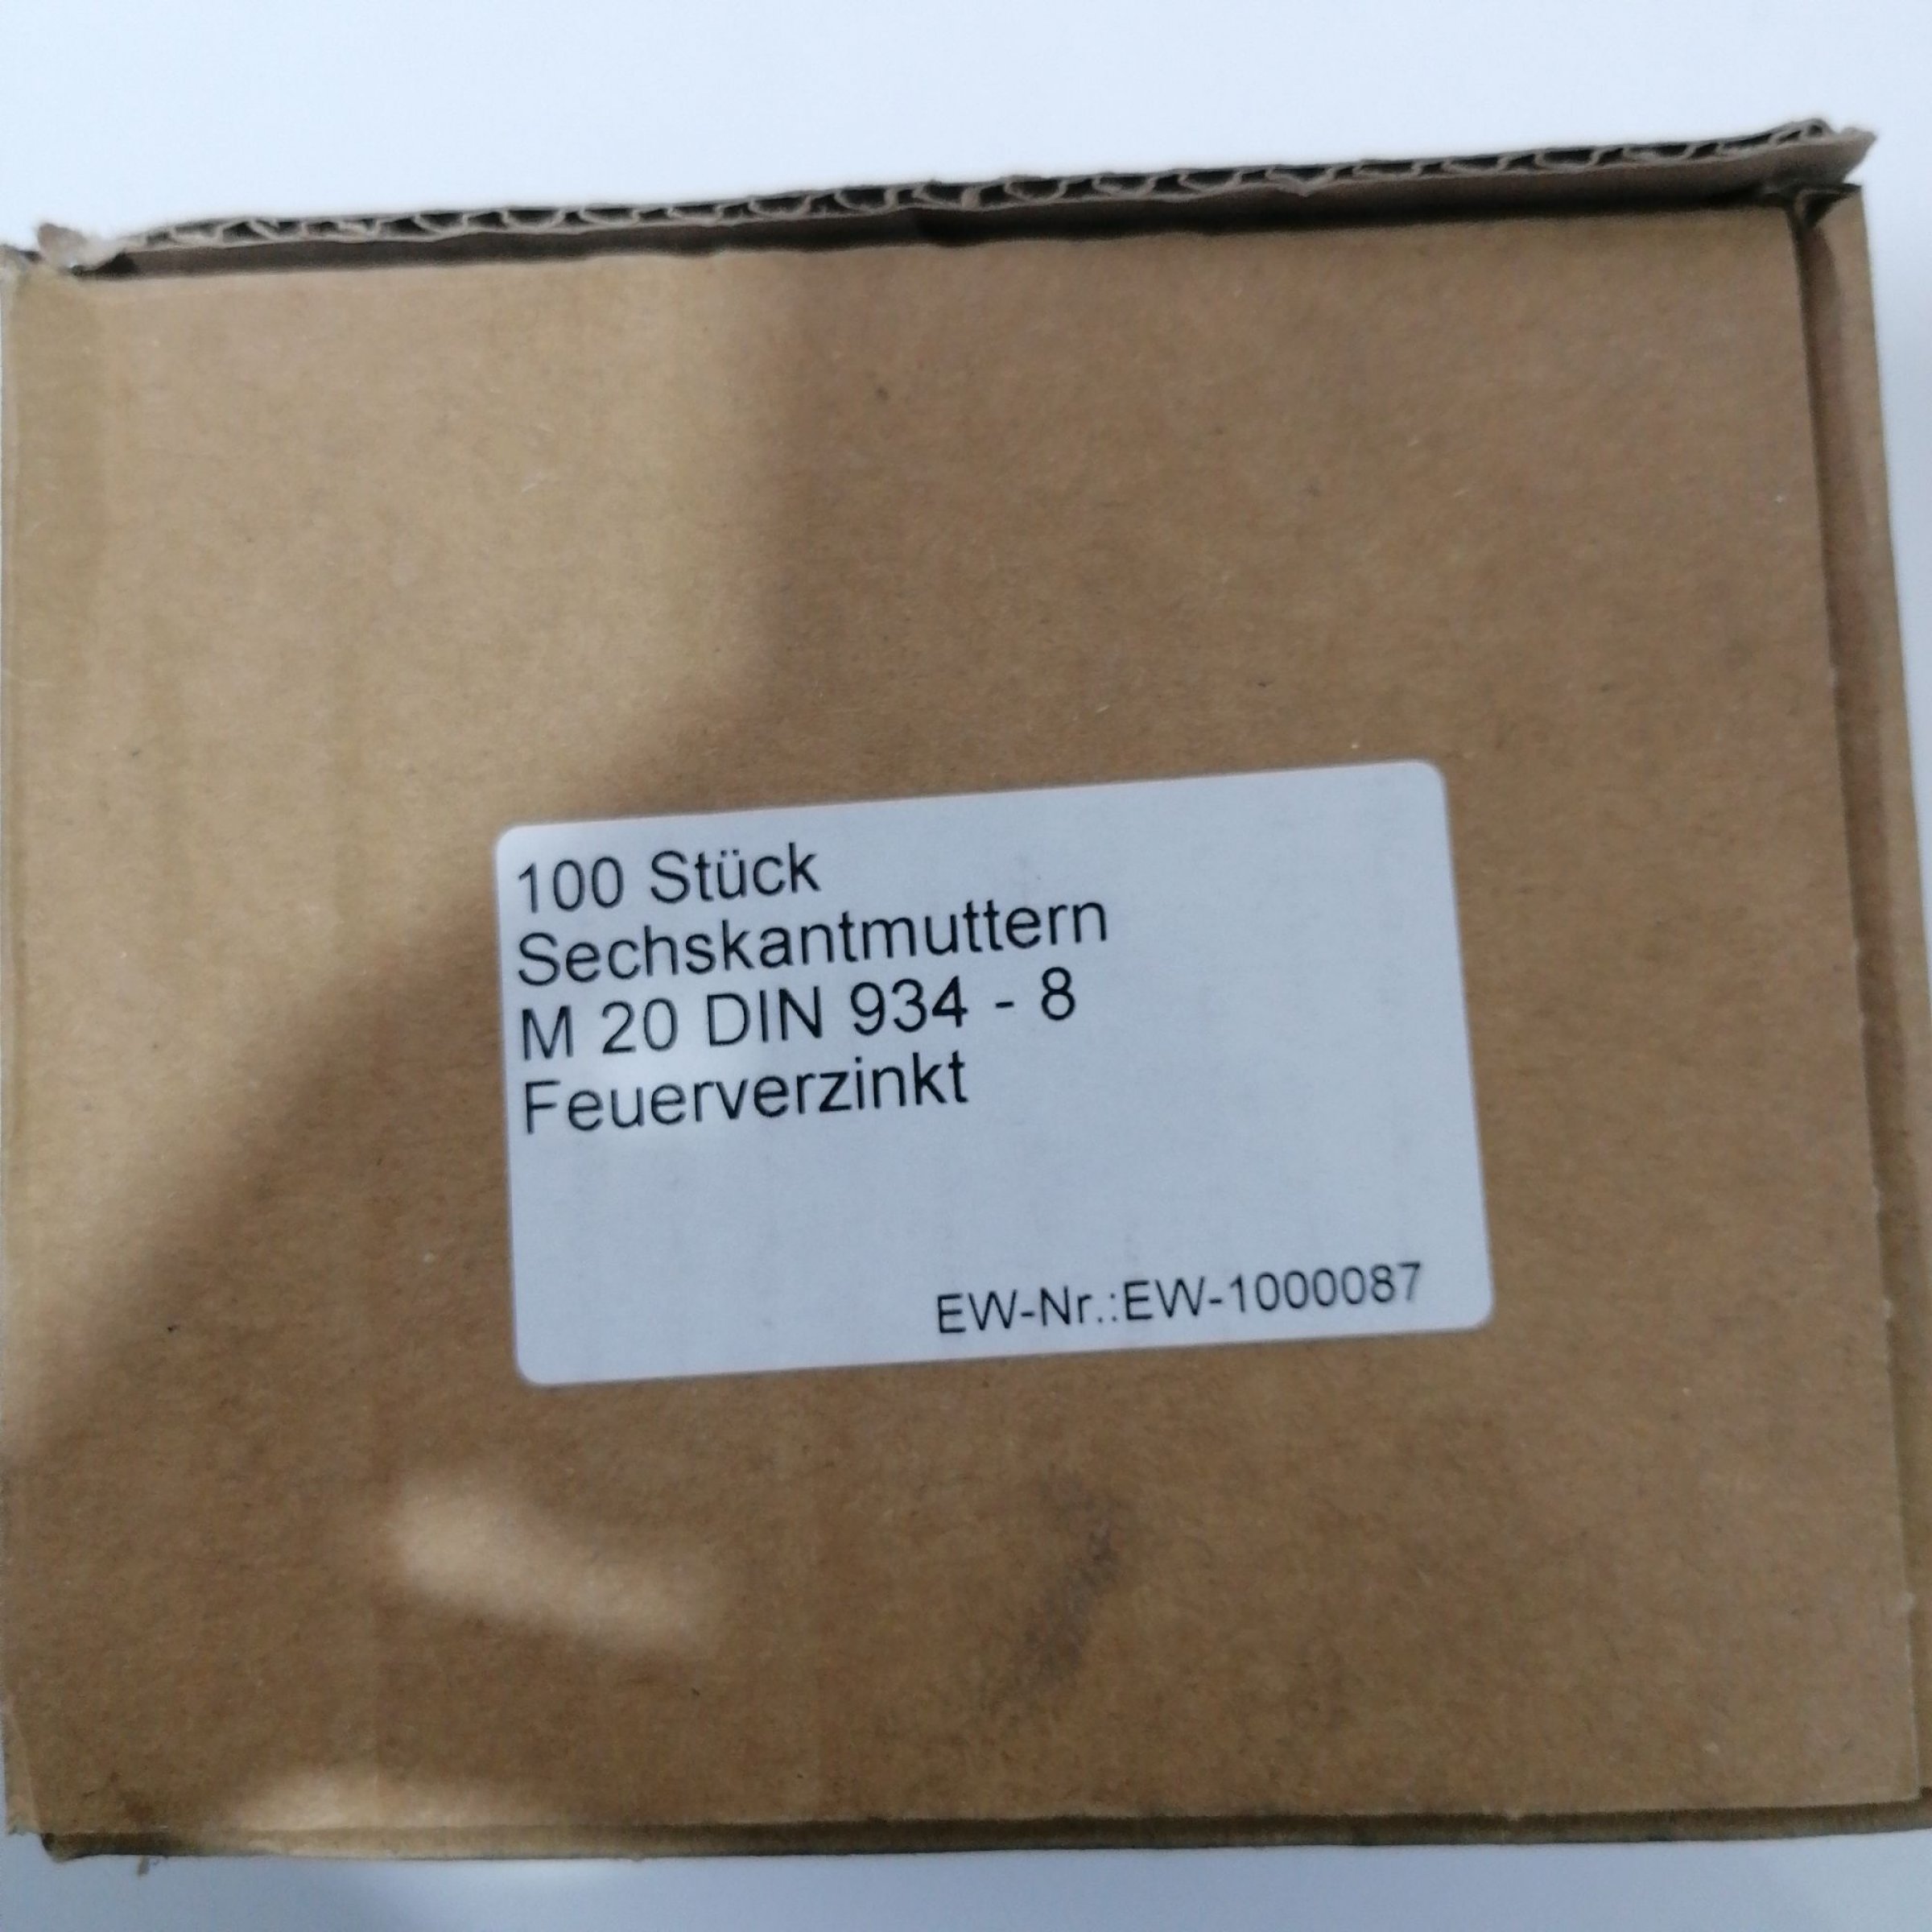 100 Stück
Sechskantmuttern
M 20 DIN 934 - 8
Feuerverzinkt
EW-Nr.:EW-1000087